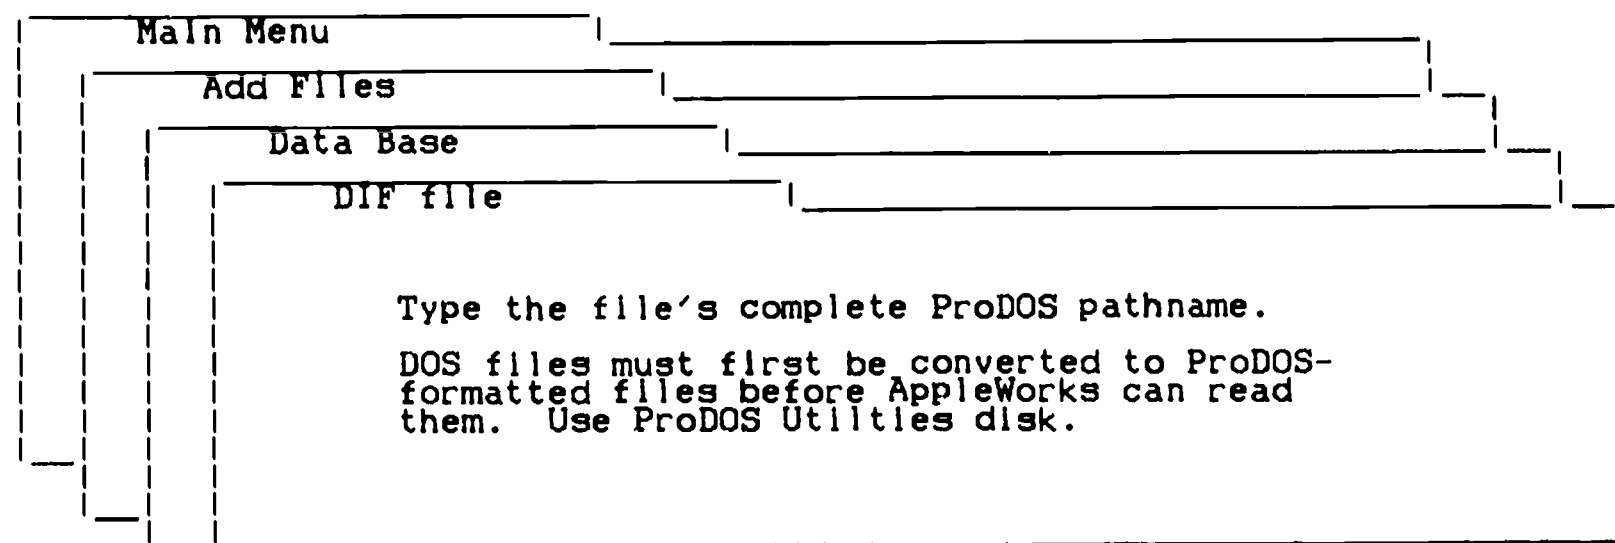 Main Menu
Add Files
Data Base
DIF file
Type the file's complete ProDOS pathname.
DOS files must first be converted to ProDOS-
formatted files before AppleWorks can read
them. Use ProDOS Utilties disk.